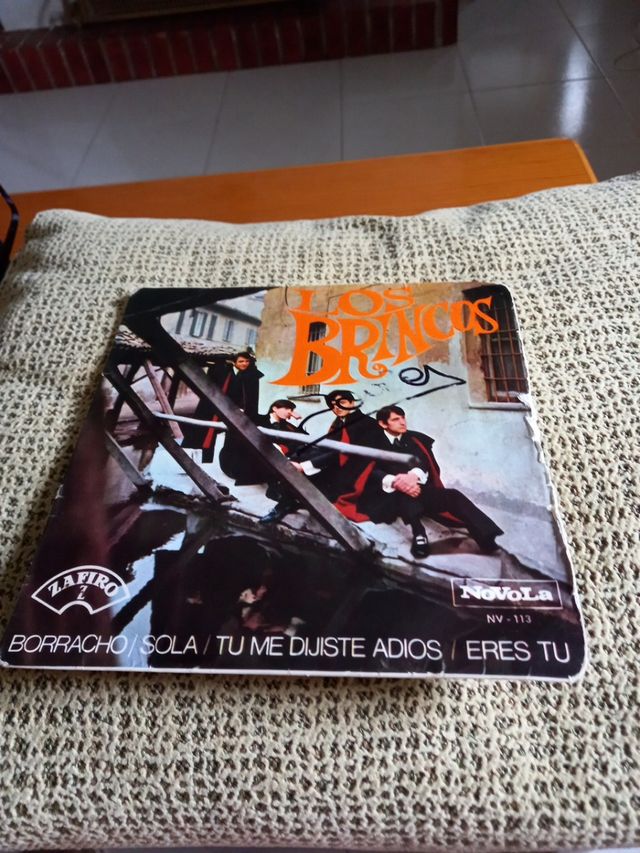 LOS
BRINCOS
ZAFIRO
Z
NOVOLA
NV - 113
BORRACHO / SOLA / TU ME DIJISTE ADIOS / ERES TU